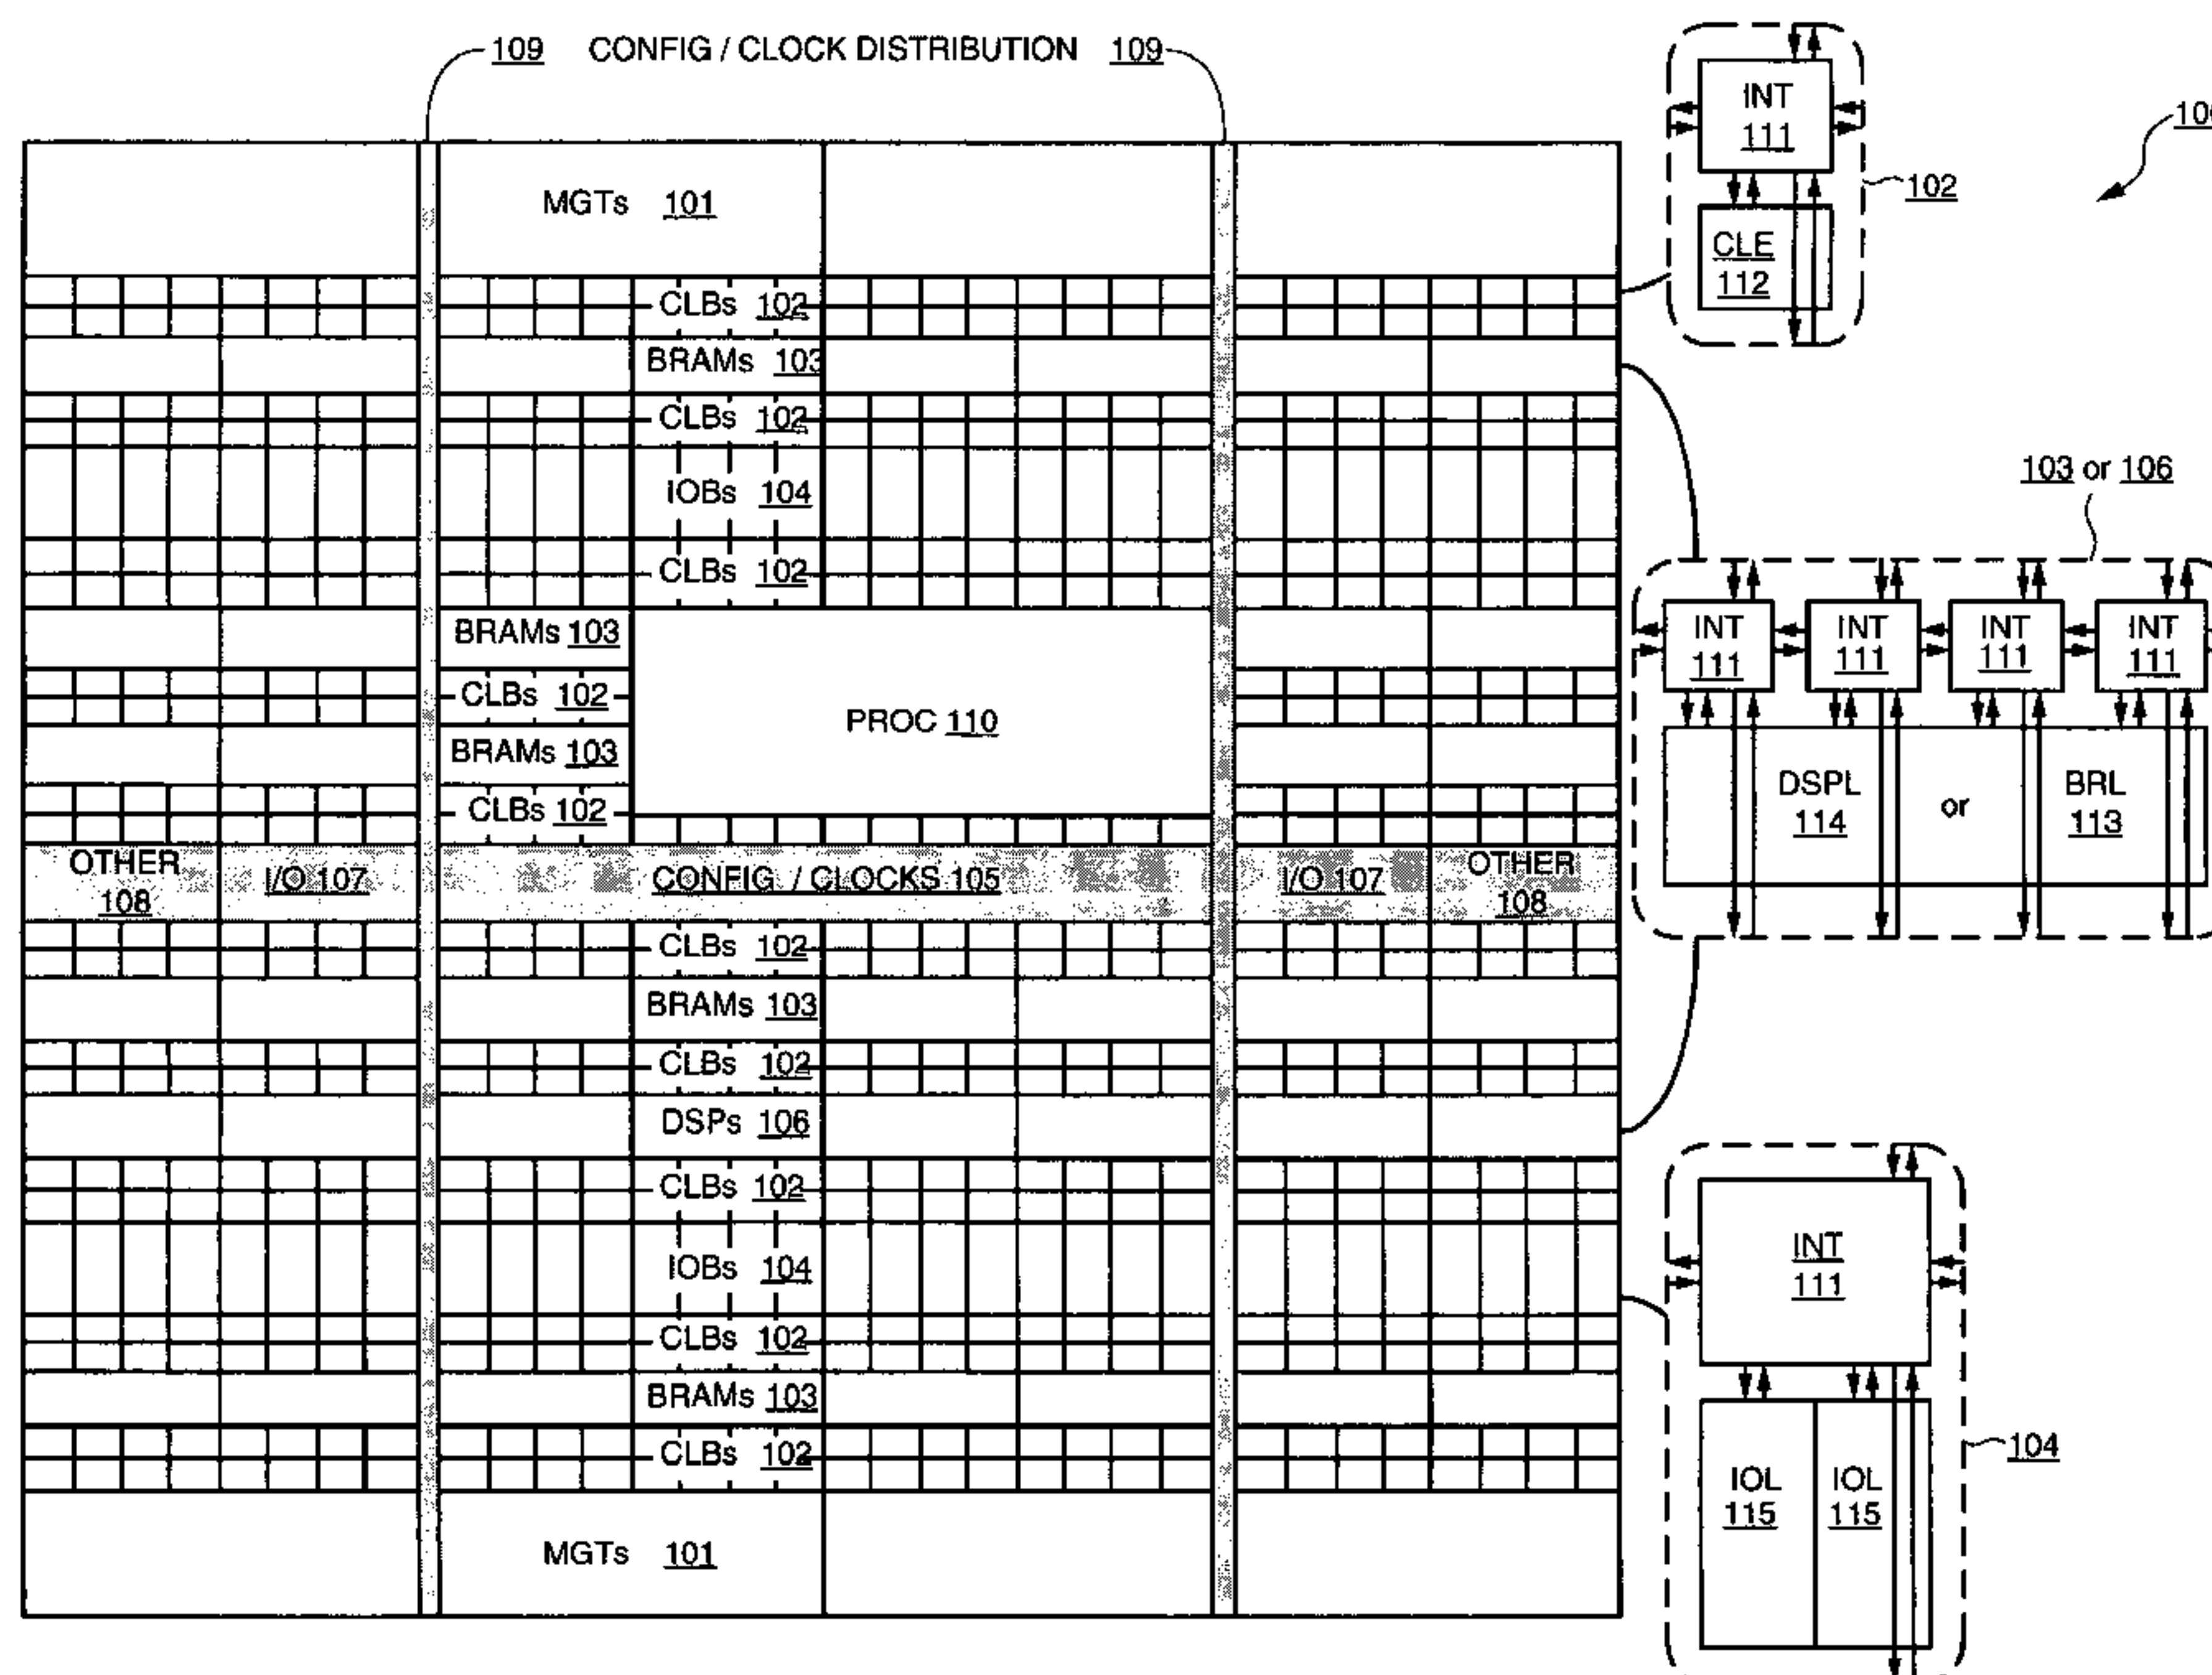 109 CONFIG / CLOCK DISTRIBUTION 109
MGTs 101
CLBs 102
BRAMs 103
CLBs 102
IOBs 104
CLBs 102
BRAMs 103
CLBs 102
PROC 110
BRAMs 103
CLBs 102
OTHER
108
I/O 107
CONFIG / CLOCKS 105
I/O 107
OTHER
108
CLBs 102
BRAMs 103
CLBs 102
DSPs 106
CLBs 102
IOBs 104
CLBs 102
BRAMs 103
CLBs 102
MGTs 101
INT
111
CLE
112
102
103 or 106
INT
111
INT
111
INT
111
INT
111
DSPL
114
or
BRL
113
INT
111
IOL
115
IOL
115
104